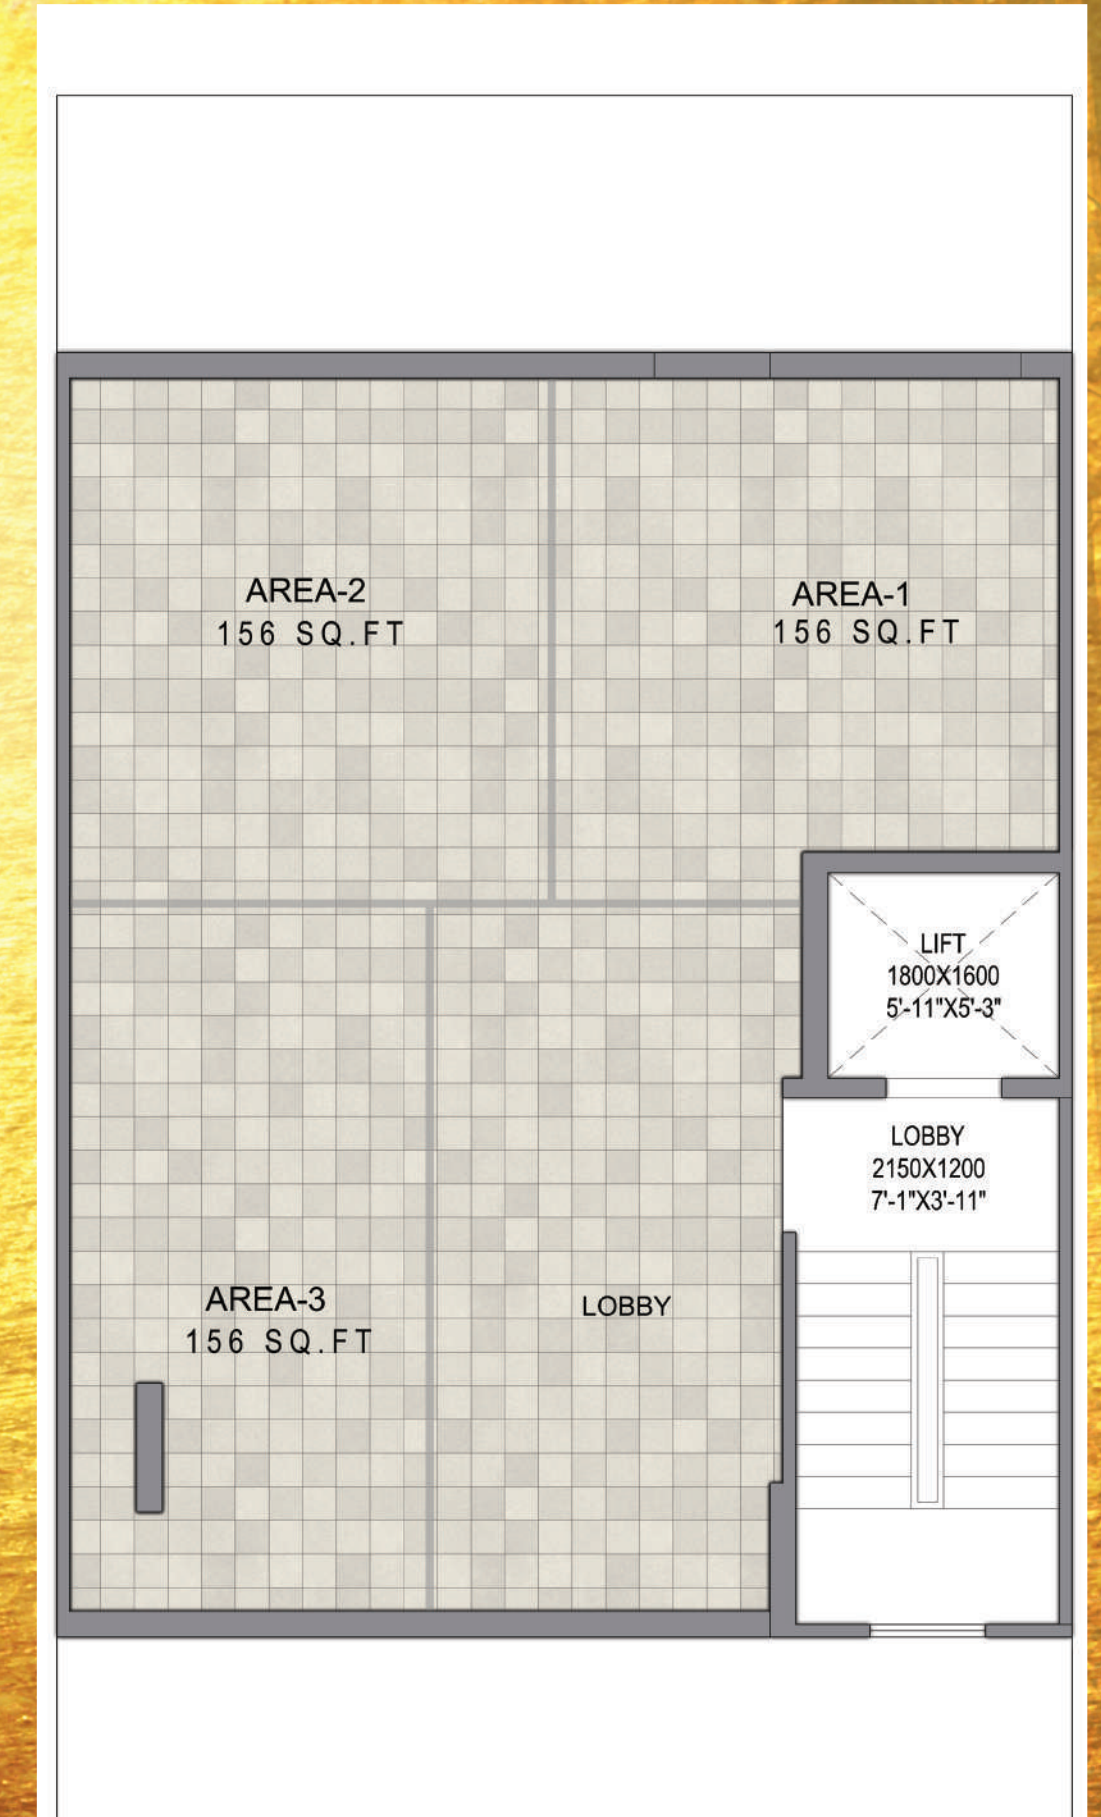 AREA-2
156 SQ.FT
AREA-1
156 SQ.FT
LIFT
1800X1600
5'-11"X5'-3"
LOBBY
2150X1200
7'-1"X3'-11"
AREA-3
156 SQ.FT
LOBBY